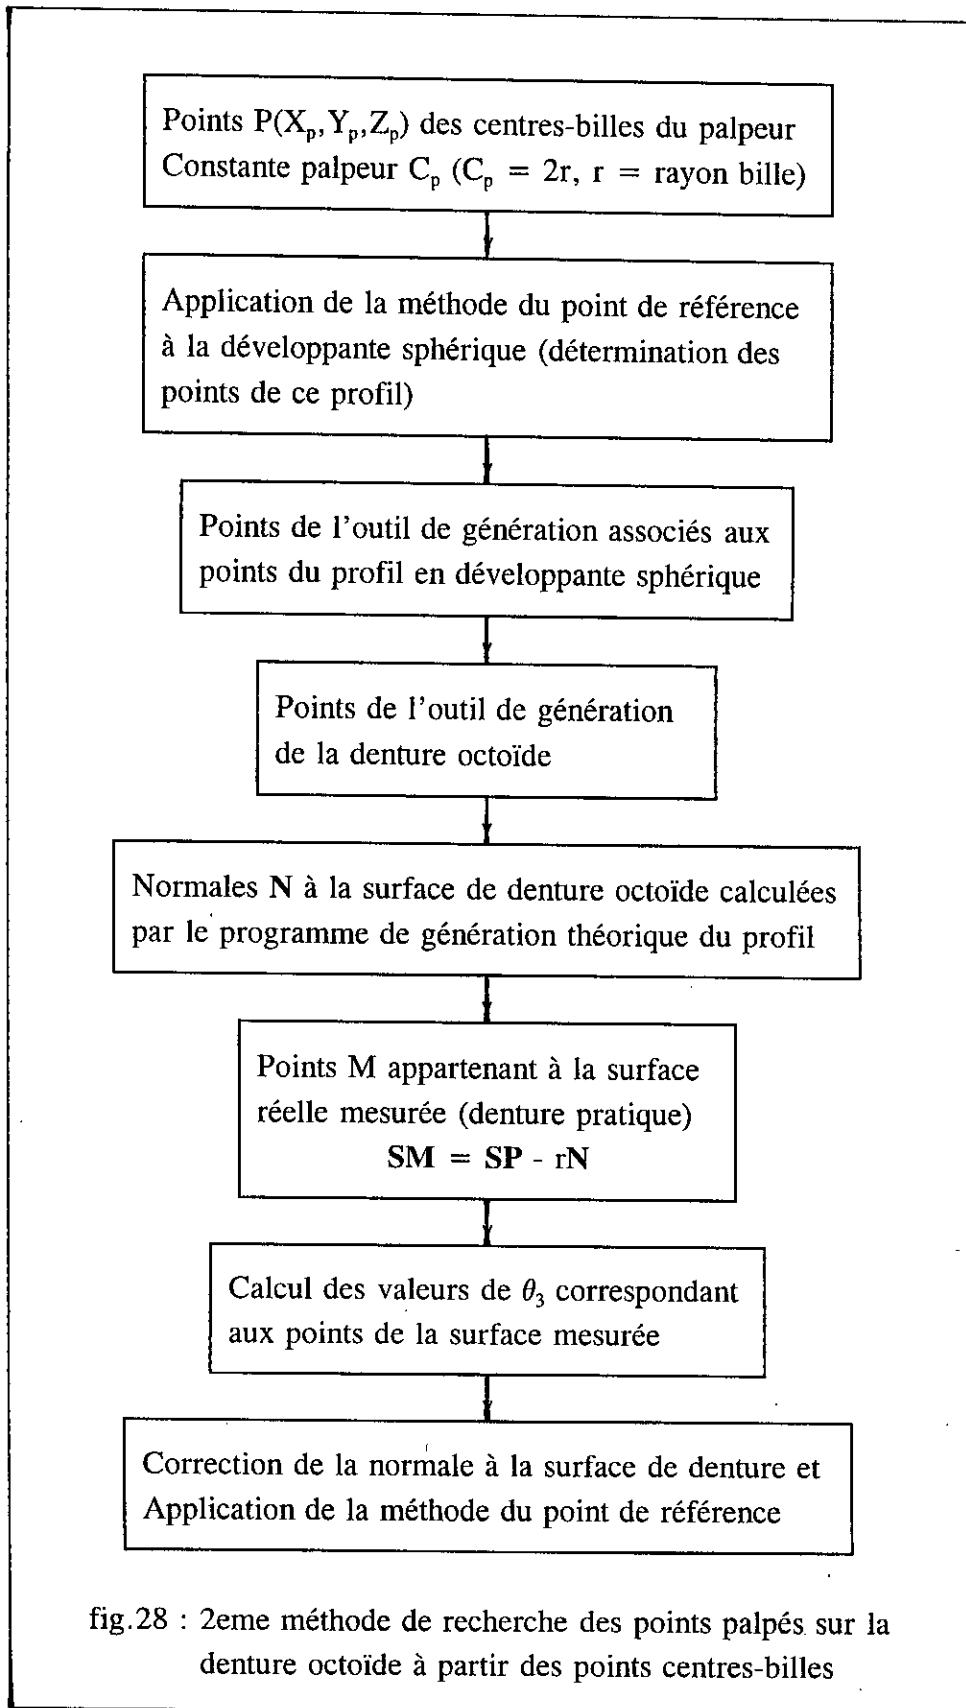 Points P(Xp,Yp,Zp) des centres-billes du palpeur
Constante palpeur Cp (Cp = 2r, r = rayon bille)
Application de la méthode du point de référence
à la développante sphérique (détermination des
points de ce profil)
Points de l'outil de génération associés aux
points du profil en développante sphérique
Points de l'outil de génération
de la denture octoïde
Normales N à la surface de denture octoïde calculées
par le programme de génération théorique du profil
Points M appartenant à la surface
réelle mesurée (denture pratique)
SM = SP - rN
Calcul des valeurs de θ3 correspondant
aux points de la surface mesurée
Correction de la normale à la surface de denture et
Application de la méthode du point de référence
fig.28 : 2eme méthode de recherche des points palpés sur la
denture octoïde à partir des points centres-billes